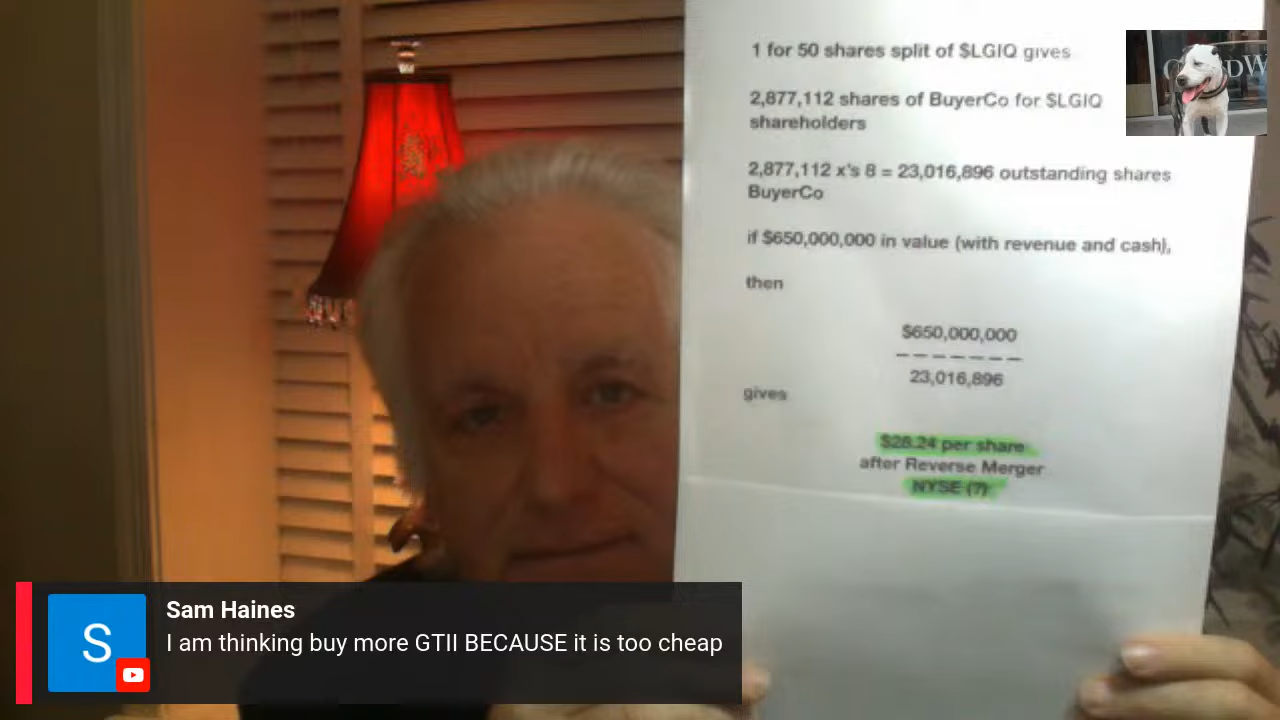 1 for 50 shares split of $LGIQ gives
2,877,112 shares of BuyerCo for $LGIQ
shareholders
2,877,112 x's 8 = 23,016,896 outstanding shares
BuyerCo
if $650,000,000 in value (with revenue and cash),
then
$650,000,000
– – – – – – –
23,016,896
gives
$28.24 per share
after Reverse Merger
NYSE (?)
S
Sam Haines
I am thinking buy more GTII BECAUSE it is too cheap